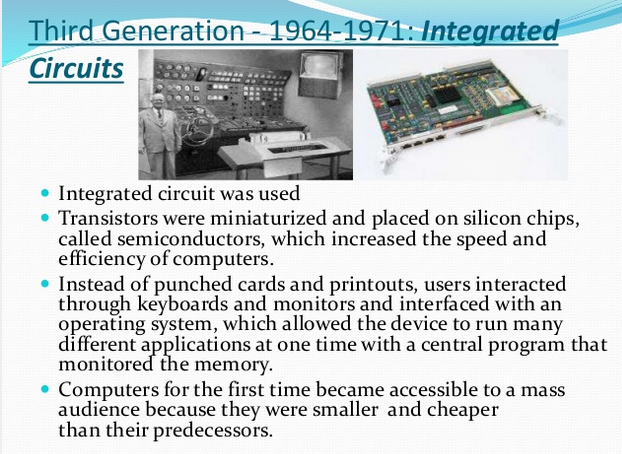 Third Generation - 1964-1971: Integrated
Circuits
Integrated circuit was used
Transistors were miniaturized and placed on silicon chips,
called semiconductors, which increased the speed and
efficiency of computers.
Instead of punched cards and printouts, users interacted
through keyboards and monitors and interfaced with an
operating system, which allowed the device to run many
different applications at one time with a central program that
monitored the memory.
Computers for the first time became accessible to a mass
audience because they were smaller and cheaper
than their predecessors.